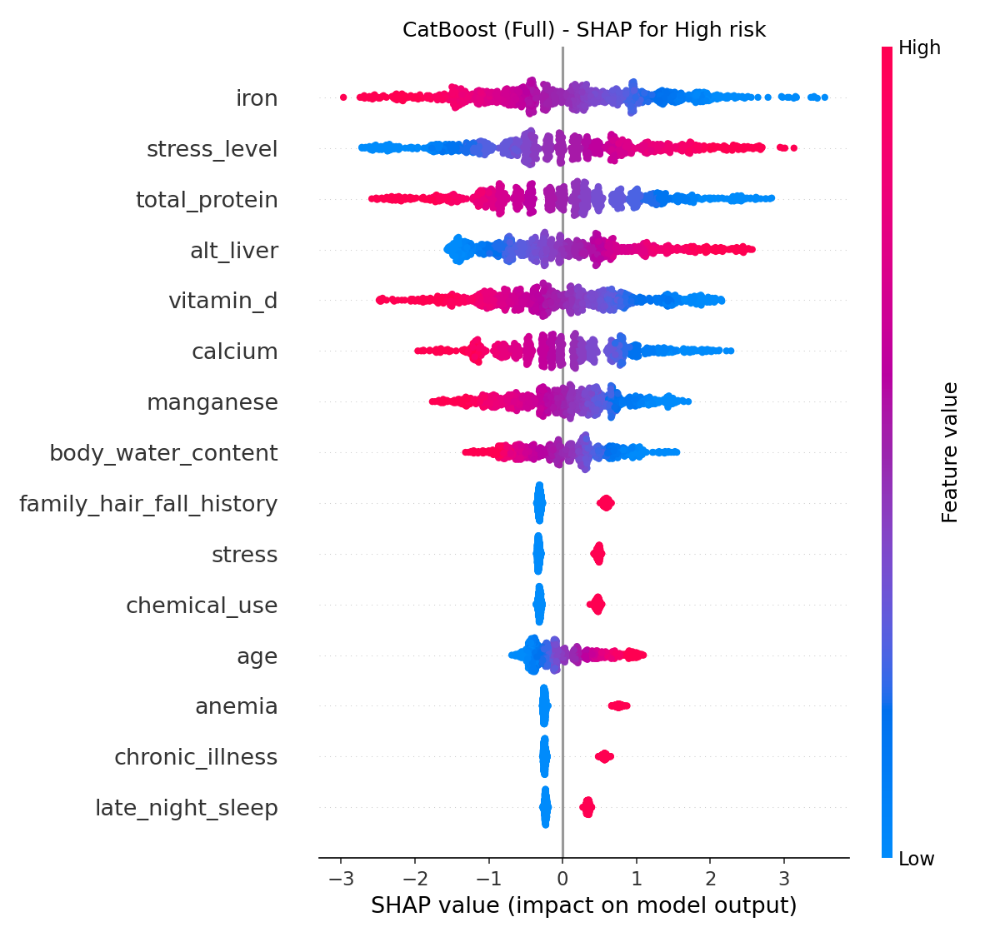 CatBoost (Full) - SHAP for High risk
High
iron
stress_level
total_protein
alt_liver
vitamin_d
calcium
manganese
body_water_content
family_hair_fall_history
stress
chemical_use
age
anemia
chronic_illness
late_night_sleep
Feature value
Low
−3 −2 −1 0 1 2 3
SHAP value (impact on model output)